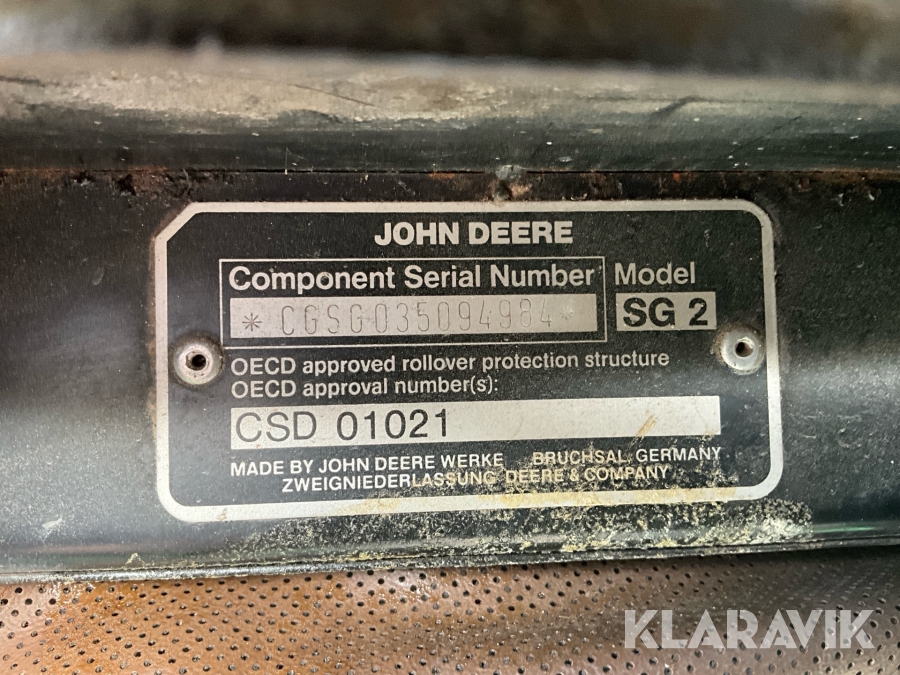 JOHN DEERE
Component Serial Number Model
* CGSG035094984 * SG 2
OECD approved rollover protection structure
OECD approval number(s):
CSD 01021
MADE BY JOHN DEERE WERKE BRUCHSAL, GERMANY
ZWEIGNIEDERLASSUNG DEERE & COMPANY
KLARAVIK